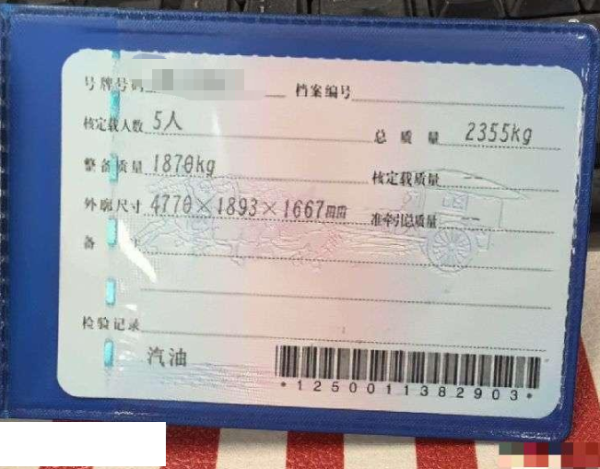 号牌号码 档案编号
核定载人数 5人 总质量 2355kg
整备质量 1870kg 核定载质量 --
外廓尺寸 4770×1893×1667mm 准牵引总质量 --
备
检验记录
汽油
*1250011382903*